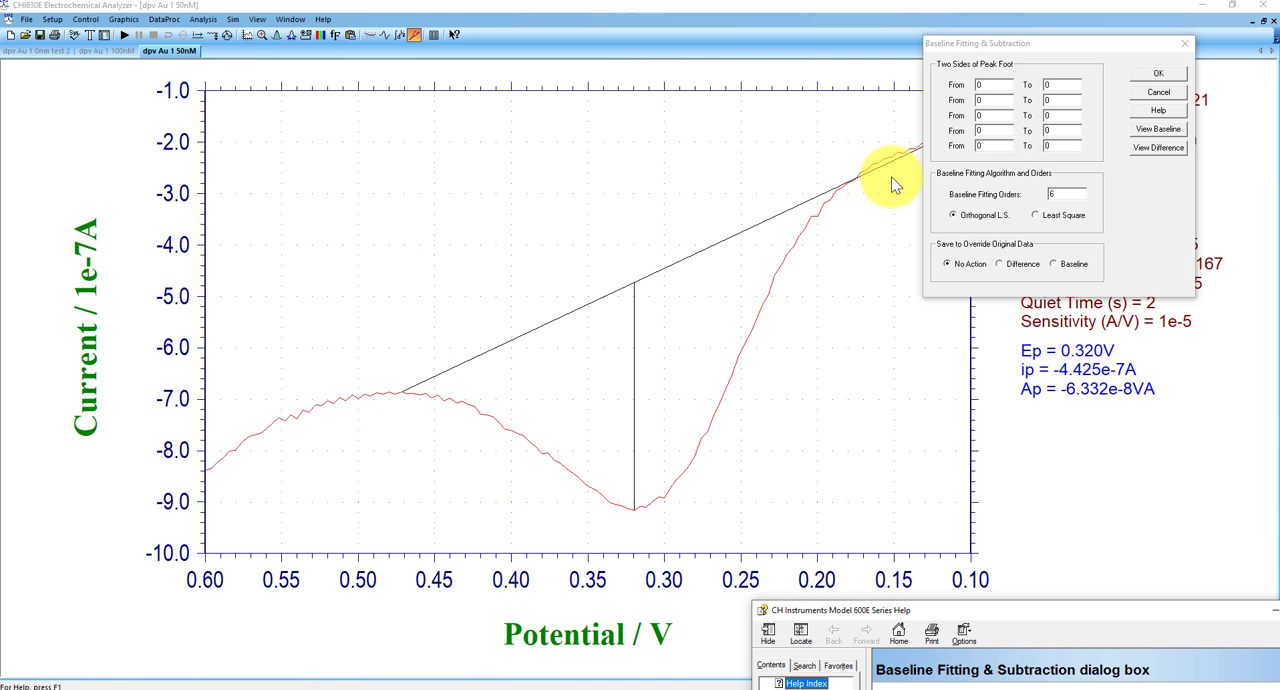 CHI630E Electrochemical Analyzer - [dpv Au 1 50nM]
File Setup Control Graphics DataProc Analysis Sim View Window Help
dpv Au 1 0nm test 2 dpv Au 1 100nM dpv Au 1 50nM
Baseline Fitting & Subtraction
Two Sides of Peak Foot
From 0 To 0
From 0 To 0
From 0 To 0
From 0 To 0
From 0 To 0
OK
Cancel
Help
View Baseline
View Difference
Baseline Fitting Algorithm and Orders
Baseline Fitting Orders: 6
Orthogonal L.S. Least Square
Save to Override Original Data
No Action Difference Baseline
21
5
167
5
Quiet Time (s) = 2
Sensitivity (A/V) = 1e-5
Ep = 0.320V
ip = -4.425e-7A
Ap = -6.332e-8VA
Current / 1e-7A
-1.0
-2.0
-3.0
-4.0
-5.0
-6.0
-7.0
-8.0
-9.0
-10.0
0.60 0.55 0.50 0.45 0.40 0.35 0.30 0.25 0.20 0.15 0.10
Potential / V
CH Instruments Model 600E Series Help
Hide Locate Back Forward Home Print Options
Contents Search Favorites
Help Index
Baseline Fitting & Subtraction dialog box
For Help, press F1